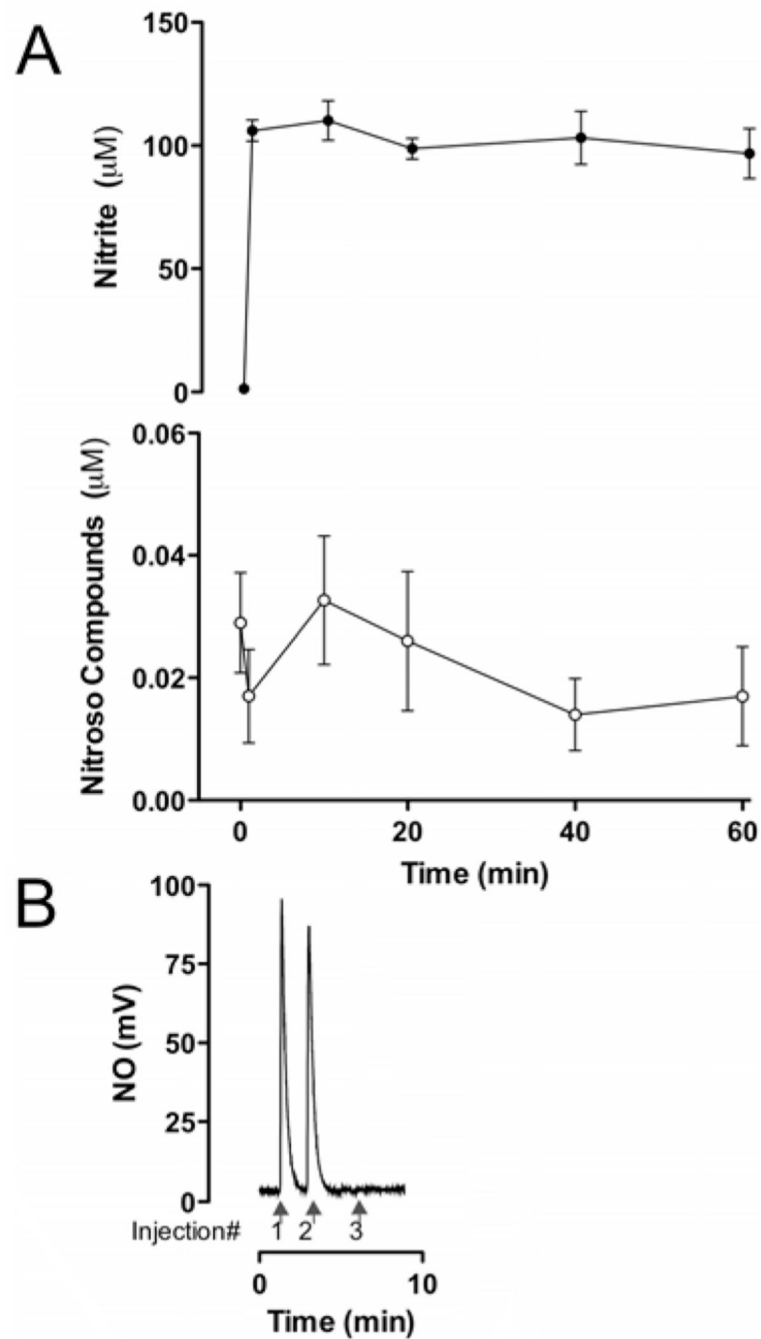 A
150
100
50
0
Nitrite (μM)
0.06
0.04
0.02
0.00
Nitroso Compounds (μM)
0 20 40 60
Time (min)
B
100
75
50
25
0
NO (mV)
Injection# 1 2 3
0 10
Time (min)